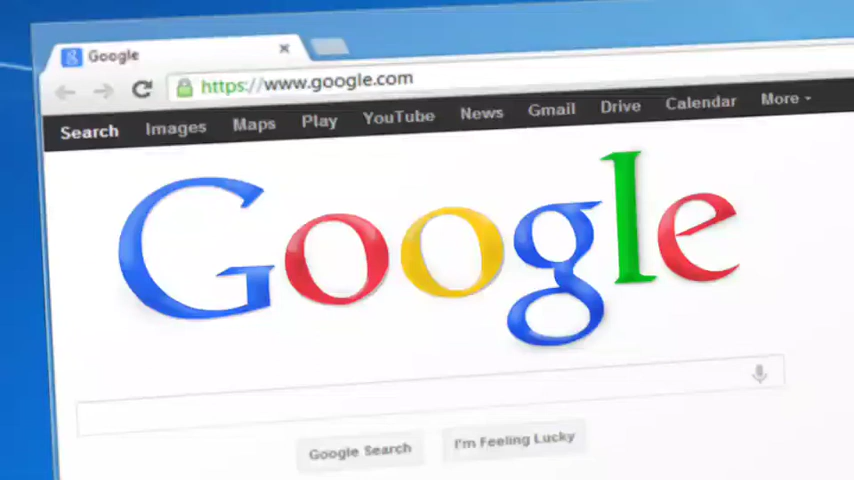 Google
https://www.google.com
Search Images Maps Play YouTube News Gmail Drive Calendar More
Google
Google Search I'm Feeling Lucky